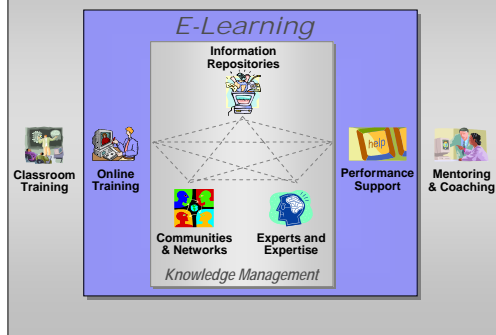 E-Learning
Information
Repositories
help
Classroom
Training
Online
Training
Performance
Support
Mentoring
& Coaching
Communities
& Networks
Experts and
Expertise
Knowledge Management